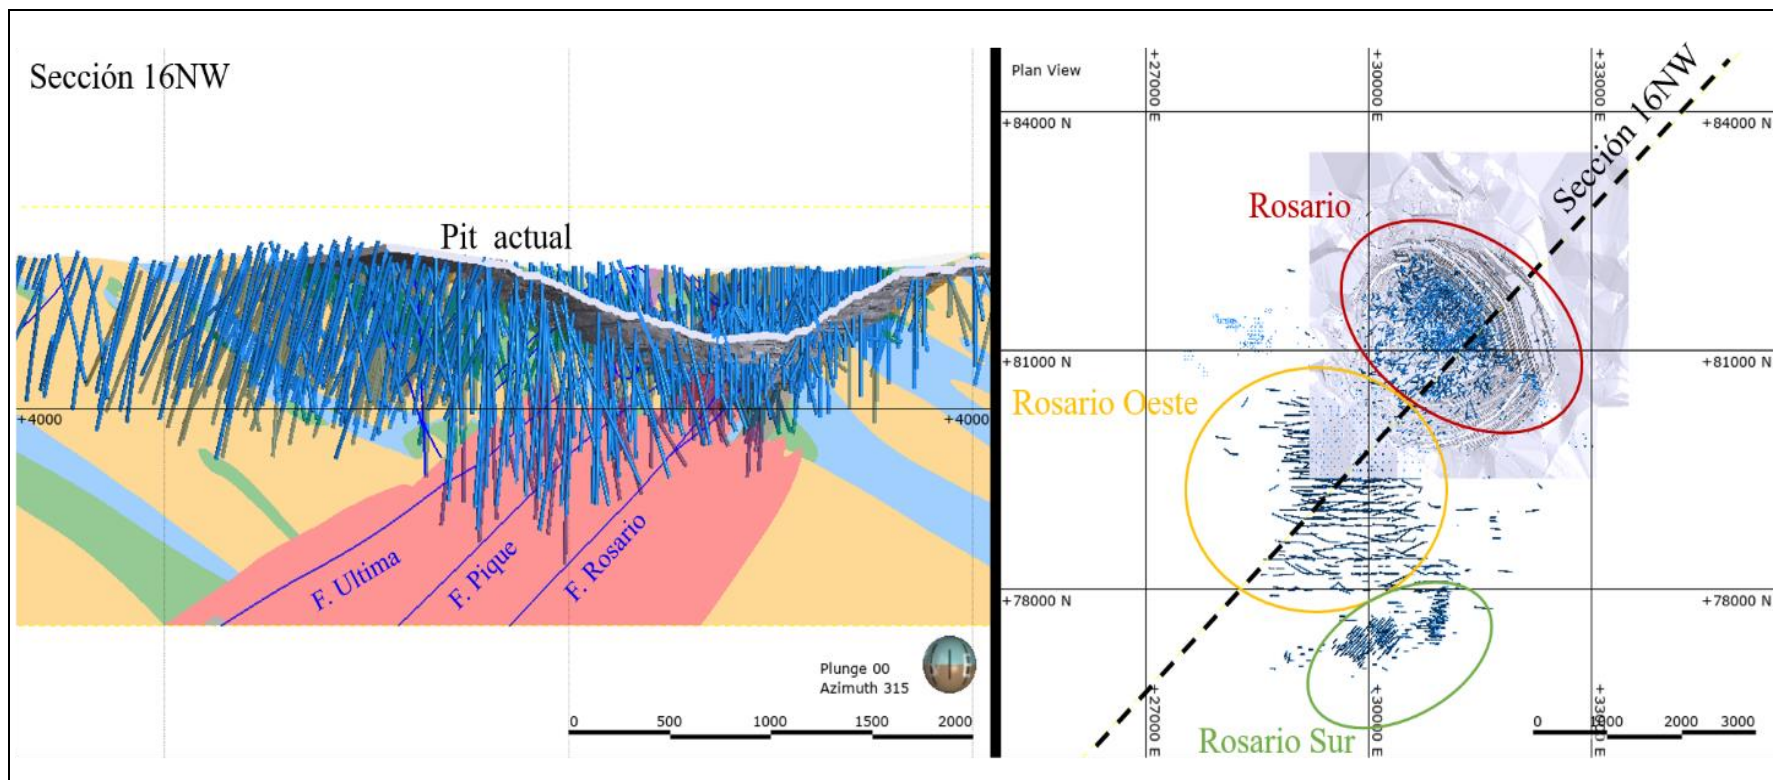 Sección 16NW
Pit actual
+4000
+4000
F. Ultima
F. Pique
F. Rosario
Plunge 00
Azimuth 315
0 500 1000 1500 2000
Plan View
+27000 E
+30000 E
+33000 E
Sección 16NW
+84000 N
+84000 N
Rosario
+81000 N
+81000 N
Rosario Oeste
+78000 N
+78000 N
+27000 E
+30000 E
+33000 E
Rosario Sur
0 1000 2000 3000